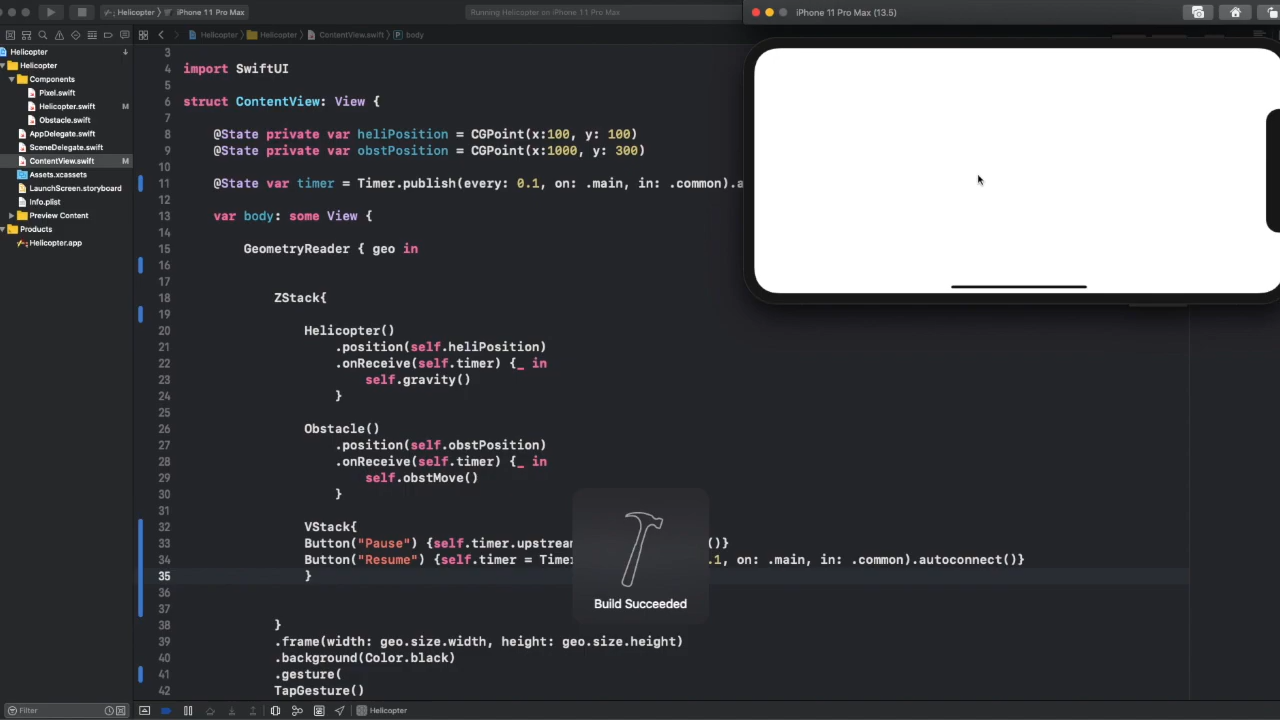 Helicopter
iPhone 11 Pro Max
Running Helicopter on iPhone 11 Pro Max
iPhone 11 Pro Max (13.5)
Helicopter
Helicopter
ContentView.swift
body
Helicopter
Helicopter
Components
Pixel.swift
Helicopter.swift
M
Obstacle.swift
AppDelegate.swift
SceneDelegate.swift
ContentView.swift
M
Assets.xcassets
LaunchScreen.storyboard
Info.plist
Preview Content
Products
Helicopter.app
3
4 import SwiftUI
5
6 struct ContentView: View {
7
8 @State private var heliPosition = CGPoint(x:100, y: 100)
9 @State private var obstPosition = CGPoint(x:1000, y: 300)
10
11 @State var timer = Timer.publish(every: 0.1, on: .main, in: .common).a
12
13 var body: some View {
14
15 GeometryReader { geo in
16
17
18 ZStack{
19
20 Helicopter()
21 .position(self.heliPosition)
22 .onReceive(self.timer) {_ in
23 self.gravity()
24 }
25
26 Obstacle()
27 .position(self.obstPosition)
28 .onReceive(self.timer) {_ in
29 self.obstMove()
30 }
31
32 VStack{
33 Button("Pause") {self.timer.upstream ()}
34 Button("Resume") {self.timer = Timer .1, on: .main, in: .common).autoconnect()}
35 }
36
37
38 }
39 .frame(width: geo.size.width, height: geo.size.height)
40 .background(Color.black)
41 .gesture(
42 TapGesture()
Build Succeeded
Filter
Helicopter